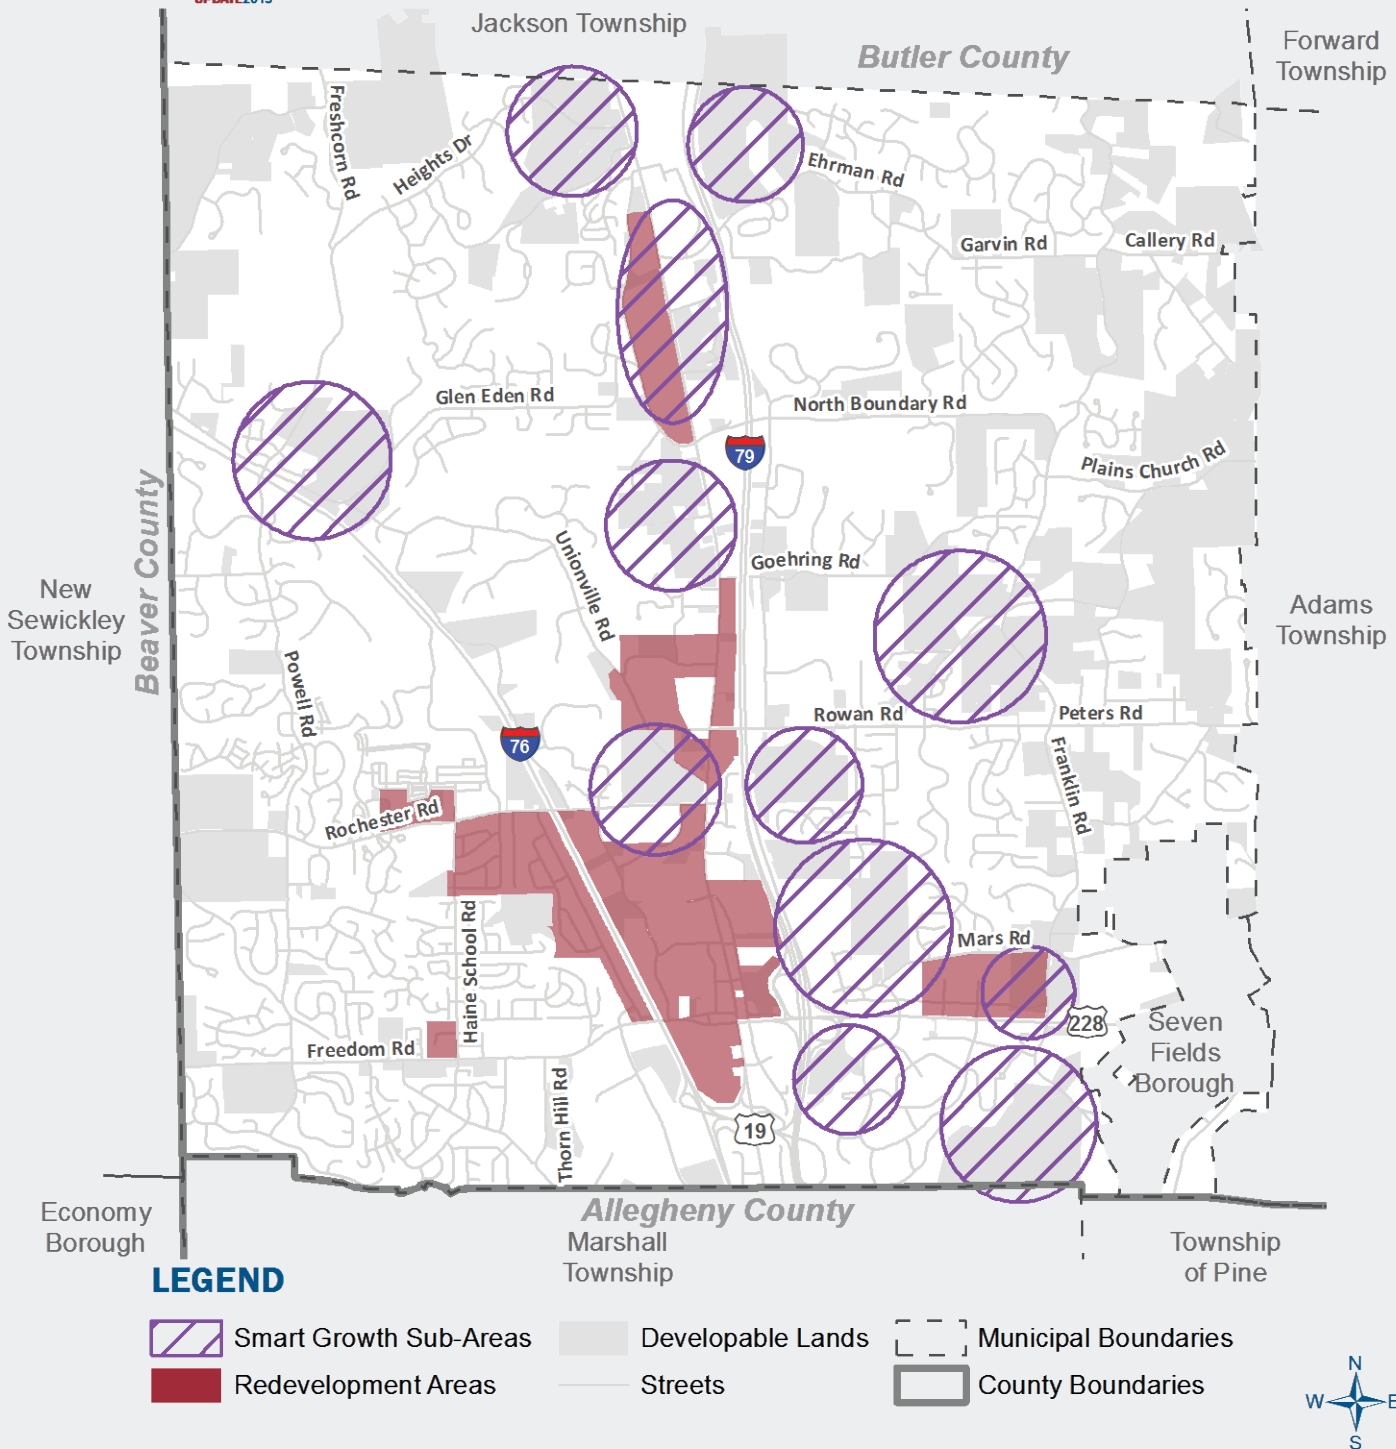 UPDATE2013
Jackson Township
Butler County
Forward
Township
Freshcorn Rd
Heights Dr
Ehrman Rd
Garvin Rd
Callery Rd
Glen Eden Rd
North Boundary Rd
79
Plains Church Rd
Beaver County
New
Sewickley
Township
Unionville Rd
Goehring Rd
Adams
Township
Powell Rd
Rowan Rd
Peters Rd
76
Franklin Rd
Rochester Rd
Haine School Rd
Mars Rd
228
Seven
Fields
Borough
Freedom Rd
Thorn Hill Rd
19
Allegheny County
Economy
Borough
Marshall
Township
Township
of Pine
LEGEND
Smart Growth Sub-Areas
Developable Lands
Municipal Boundaries
Redevelopment Areas
Streets
County Boundaries
N
W
E
S